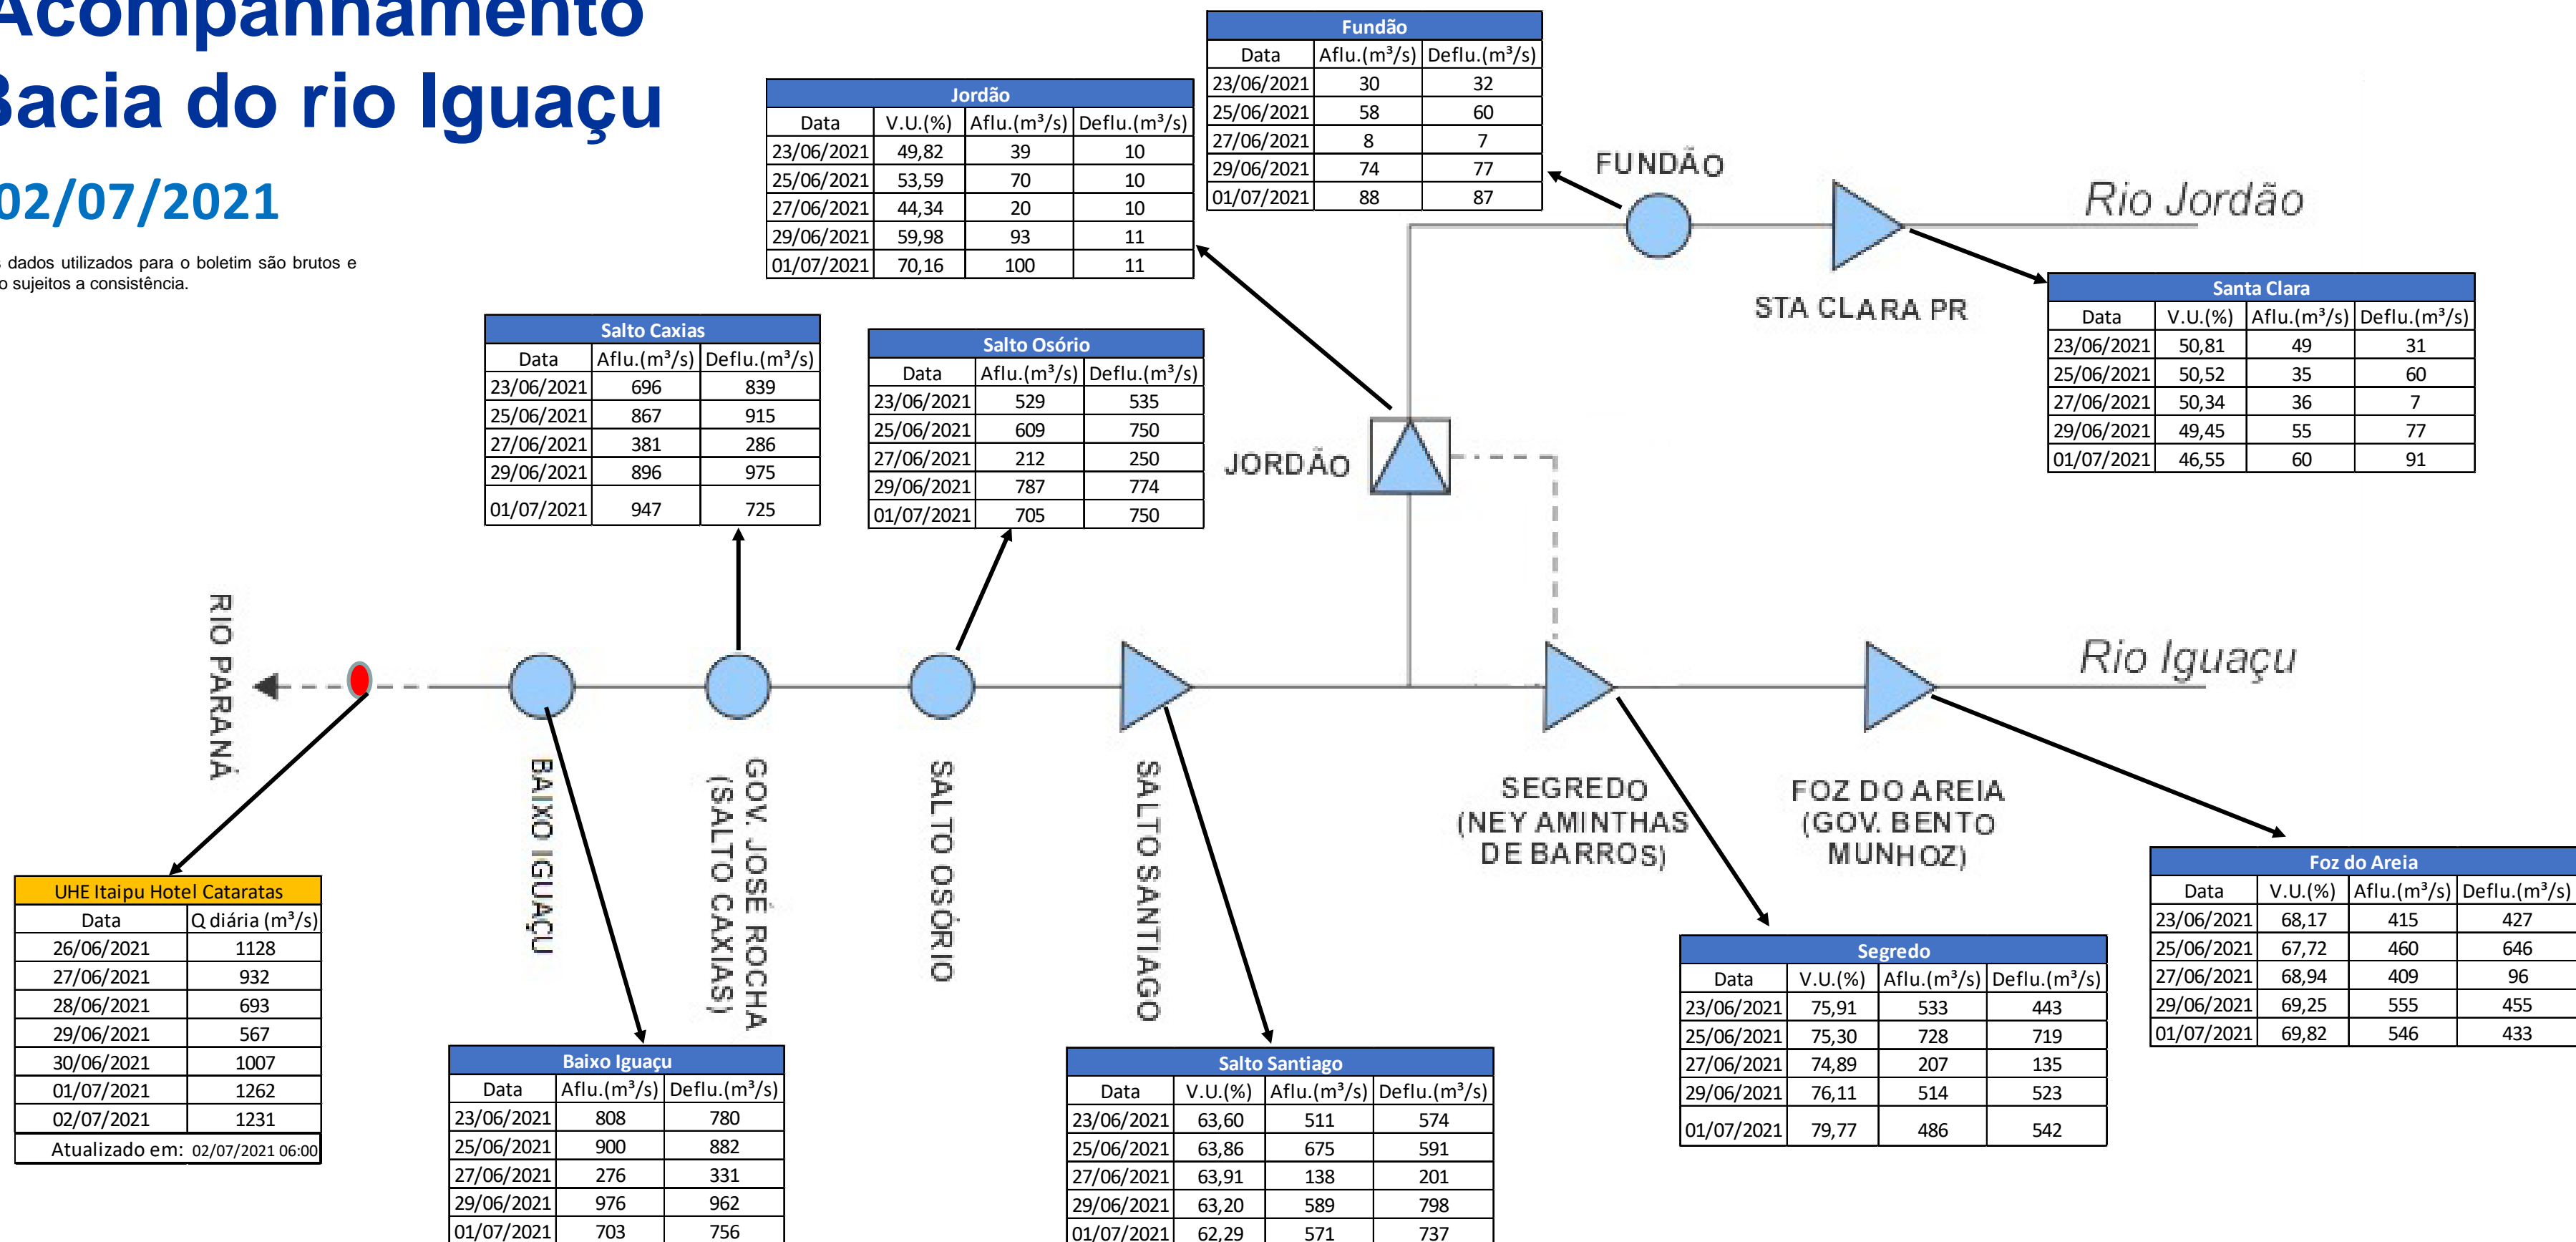 Acompanhamento
Bacia do rio Iguaçu
02/07/2021
s dados utilizados para o boletim são brutos e
o sujeitos a consistência.
Fundão
Data Aflu.(m³/s) Deflu.(m³/s)
23/06/2021 30 32
25/06/2021 58 60
27/06/2021 8 7
29/06/2021 74 77
01/07/2021 88 87
Jordão
Data V.U.(%) Aflu.(m³/s) Deflu.(m³/s)
23/06/2021 49,82 39 10
25/06/2021 53,59 70 10
27/06/2021 44,34 20 10
29/06/2021 59,98 93 11
01/07/2021 70,16 100 11
FUNDÃO
Rio Jordão
STA CLARA PR
Santa Clara
Data V.U.(%) Aflu.(m³/s) Deflu.(m³/s)
23/06/2021 50,81 49 31
25/06/2021 50,52 35 60
27/06/2021 50,34 36 7
29/06/2021 49,45 55 77
01/07/2021 46,55 60 91
Salto Caxias
Data Aflu.(m³/s) Deflu.(m³/s)
23/06/2021 696 839
25/06/2021 867 915
27/06/2021 381 286
29/06/2021 896 975
01/07/2021 947 725
Salto Osório
Data Aflu.(m³/s) Deflu.(m³/s)
23/06/2021 529 535
25/06/2021 609 750
27/06/2021 212 250
29/06/2021 787 774
01/07/2021 705 750
JORDÃO
RIO PARANÁ
Rio Iguaçu
BAIXO IGUAÇU
GOV. JOSÉ ROCHA
(SALTO CAXIAS)
SALTO OSÓRIO
SALTO SANTIAGO
SEGREDO
(NEY AMINTHAS
DE BARROS)
FOZ DO AREIA
(GOV. BENTO
MUNHOZ)
UHE Itaipu Hotel Cataratas
Data Q diária (m³/s)
26/06/2021 1128
27/06/2021 932
28/06/2021 693
29/06/2021 567
30/06/2021 1007
01/07/2021 1262
02/07/2021 1231
Atualizado em: 02/07/2021 06:00
Baixo Iguaçu
Data Aflu.(m³/s) Deflu.(m³/s)
23/06/2021 808 780
25/06/2021 900 882
27/06/2021 276 331
29/06/2021 976 962
01/07/2021 703 756
Salto Santiago
Data V.U.(%) Aflu.(m³/s) Deflu.(m³/s)
23/06/2021 63,60 511 574
25/06/2021 63,86 675 591
27/06/2021 63,91 138 201
29/06/2021 63,20 589 798
01/07/2021 62,29 571 737
Segredo
Data V.U.(%) Aflu.(m³/s) Deflu.(m³/s)
23/06/2021 75,91 533 443
25/06/2021 75,30 728 719
27/06/2021 74,89 207 135
29/06/2021 76,11 514 523
01/07/2021 79,77 486 542
Foz do Areia
Data V.U.(%) Aflu.(m³/s) Deflu.(m³/s)
23/06/2021 68,17 415 427
25/06/2021 67,72 460 646
27/06/2021 68,94 409 96
29/06/2021 69,25 555 455
01/07/2021 69,82 546 433